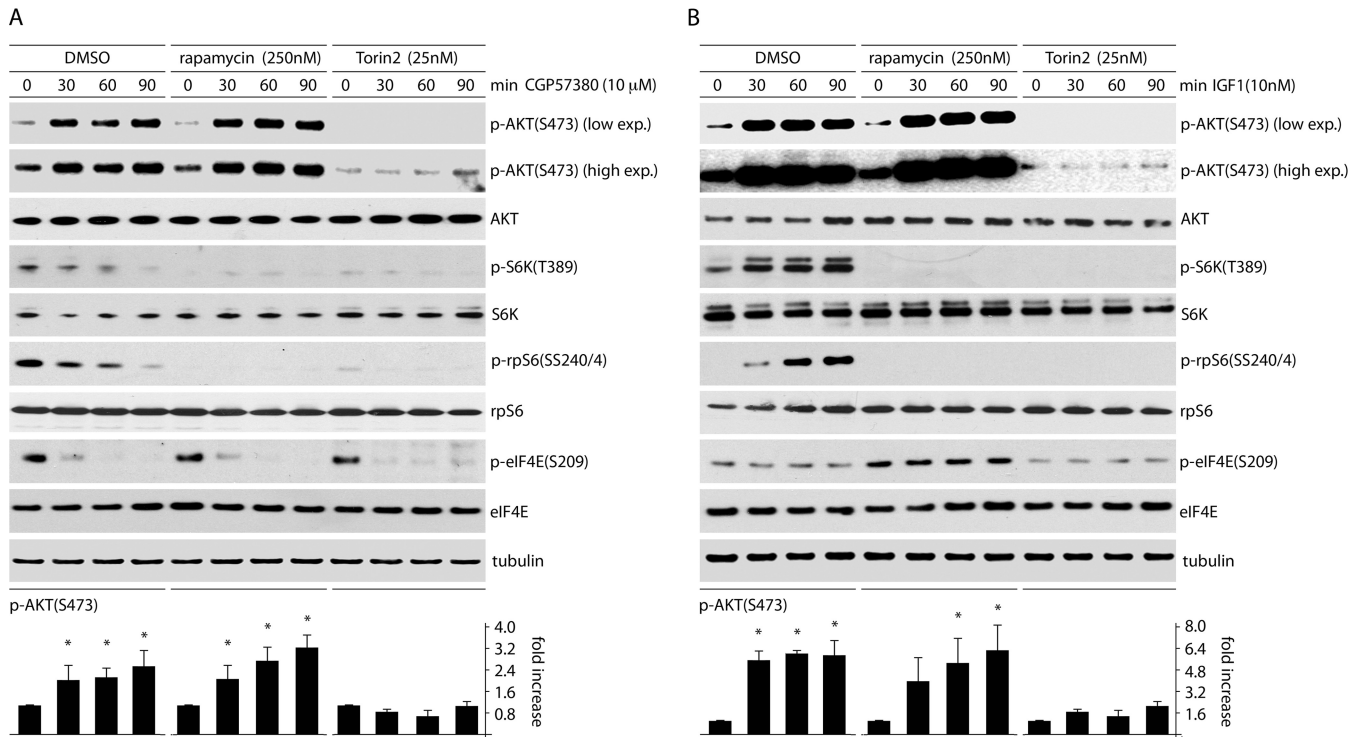 A
DMSO rapamycin (250nM) Torin2 (25nM)
0 30 60 90 0 30 60 90 0 30 60 90 min CGP57380 (10 μM)
p-AKT(S473) (low exp.)
p-AKT(S473) (high exp.)
AKT
p-S6K(T389)
S6K
p-rpS6(SS240/4)
rpS6
p-eIF4E(S209)
eIF4E
tubulin
p-AKT(S473)
* * * * * *
4.0
3.2
2.4
1.6
0.8
fold increase
B
DMSO rapamycin (250nM) Torin2 (25nM)
0 30 60 90 0 30 60 90 0 30 60 90 min IGF1(10nM)
p-AKT(S473) (low exp.)
p-AKT(S473) (high exp.)
AKT
p-S6K(T389)
S6K
p-rpS6(SS240/4)
rpS6
p-eIF4E(S209)
eIF4E
tubulin
p-AKT(S473)
* * * * *
8.0
6.4
4.8
3.2
1.6
fold increase